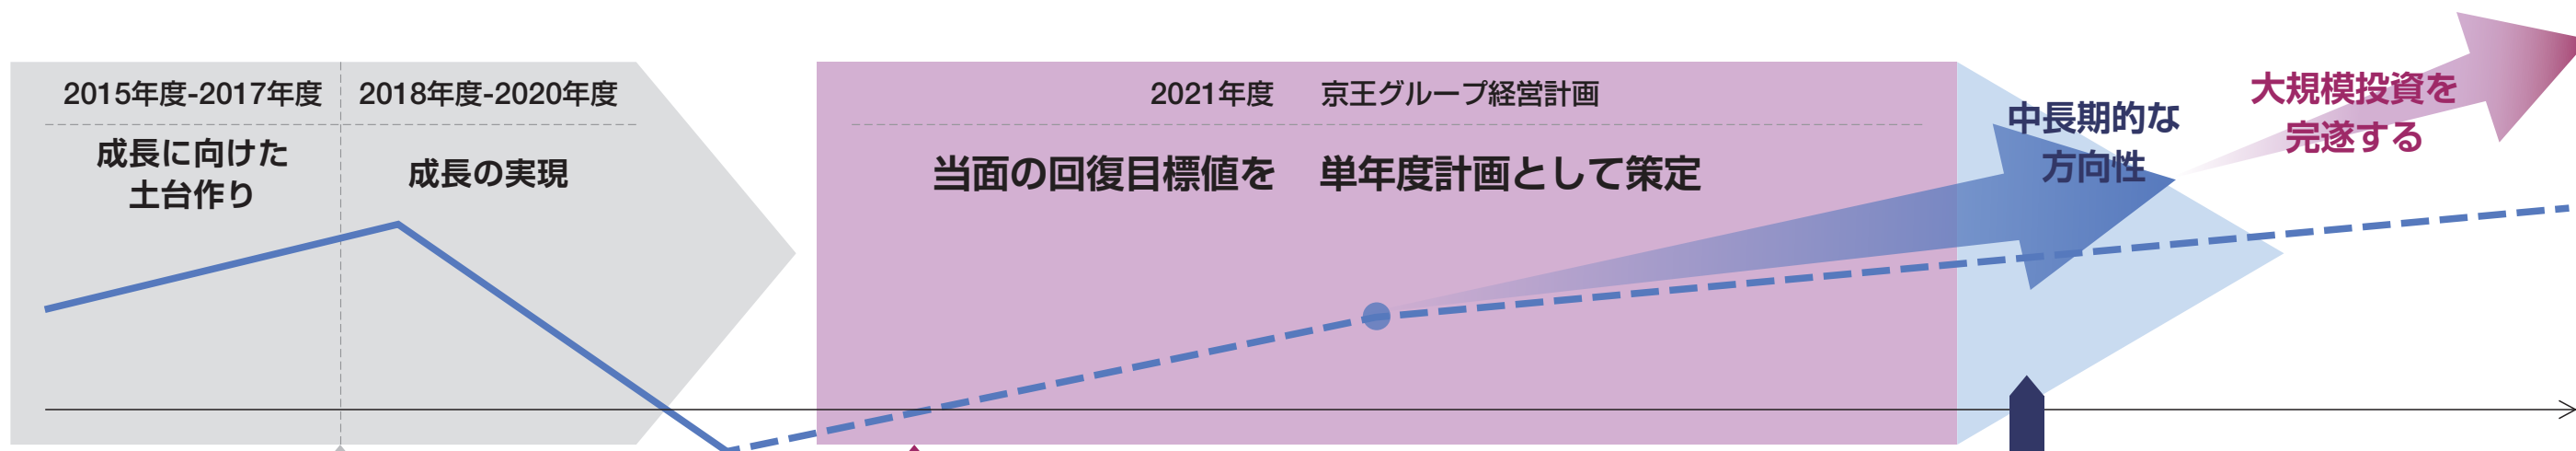 2015年度-2017年度
成長に向けた
土台作り
2018年度-2020年度
成長の実現
2021年度　京王グループ経営計画
当面の回復目標値を　単年度計画として策定
中長期的な
方向性
大規模投資を
完遂する